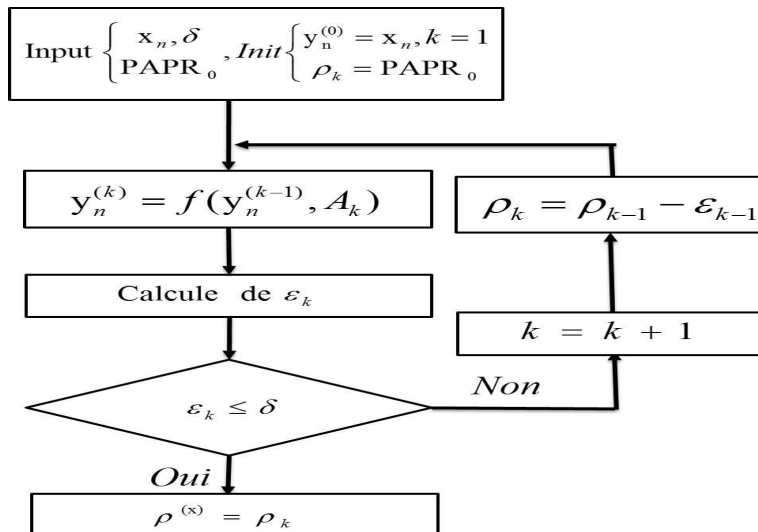 Input { x_n, δ PAPR_0 , Init { y_n^(0) = x_n, k = 1
ρ_k = PAPR_0
y_n^(k) = f(y_n^(k-1), A_k)
ρ_k = ρ_{k-1} − ε_{k-1}
Calcule de ε_k
k = k + 1
ε_k ≤ δ
Non
Oui
ρ^(x) = ρ_k